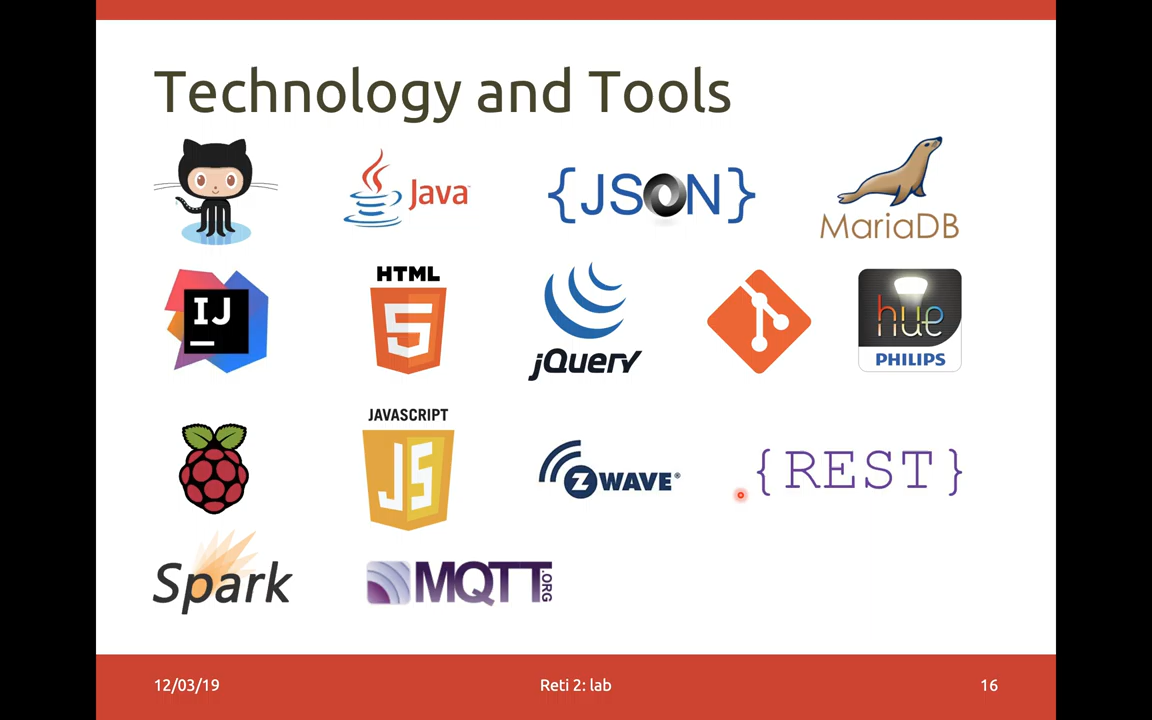 Technology and Tools
Java
{JSON}
MariaDB
IJ
HTML
5
jQuery
hue
PHILIPS
JAVASCRIPT
JS
Z WAVE®
{REST}
Spark
MQTT.ORG
12/03/19
Reti 2: lab
16